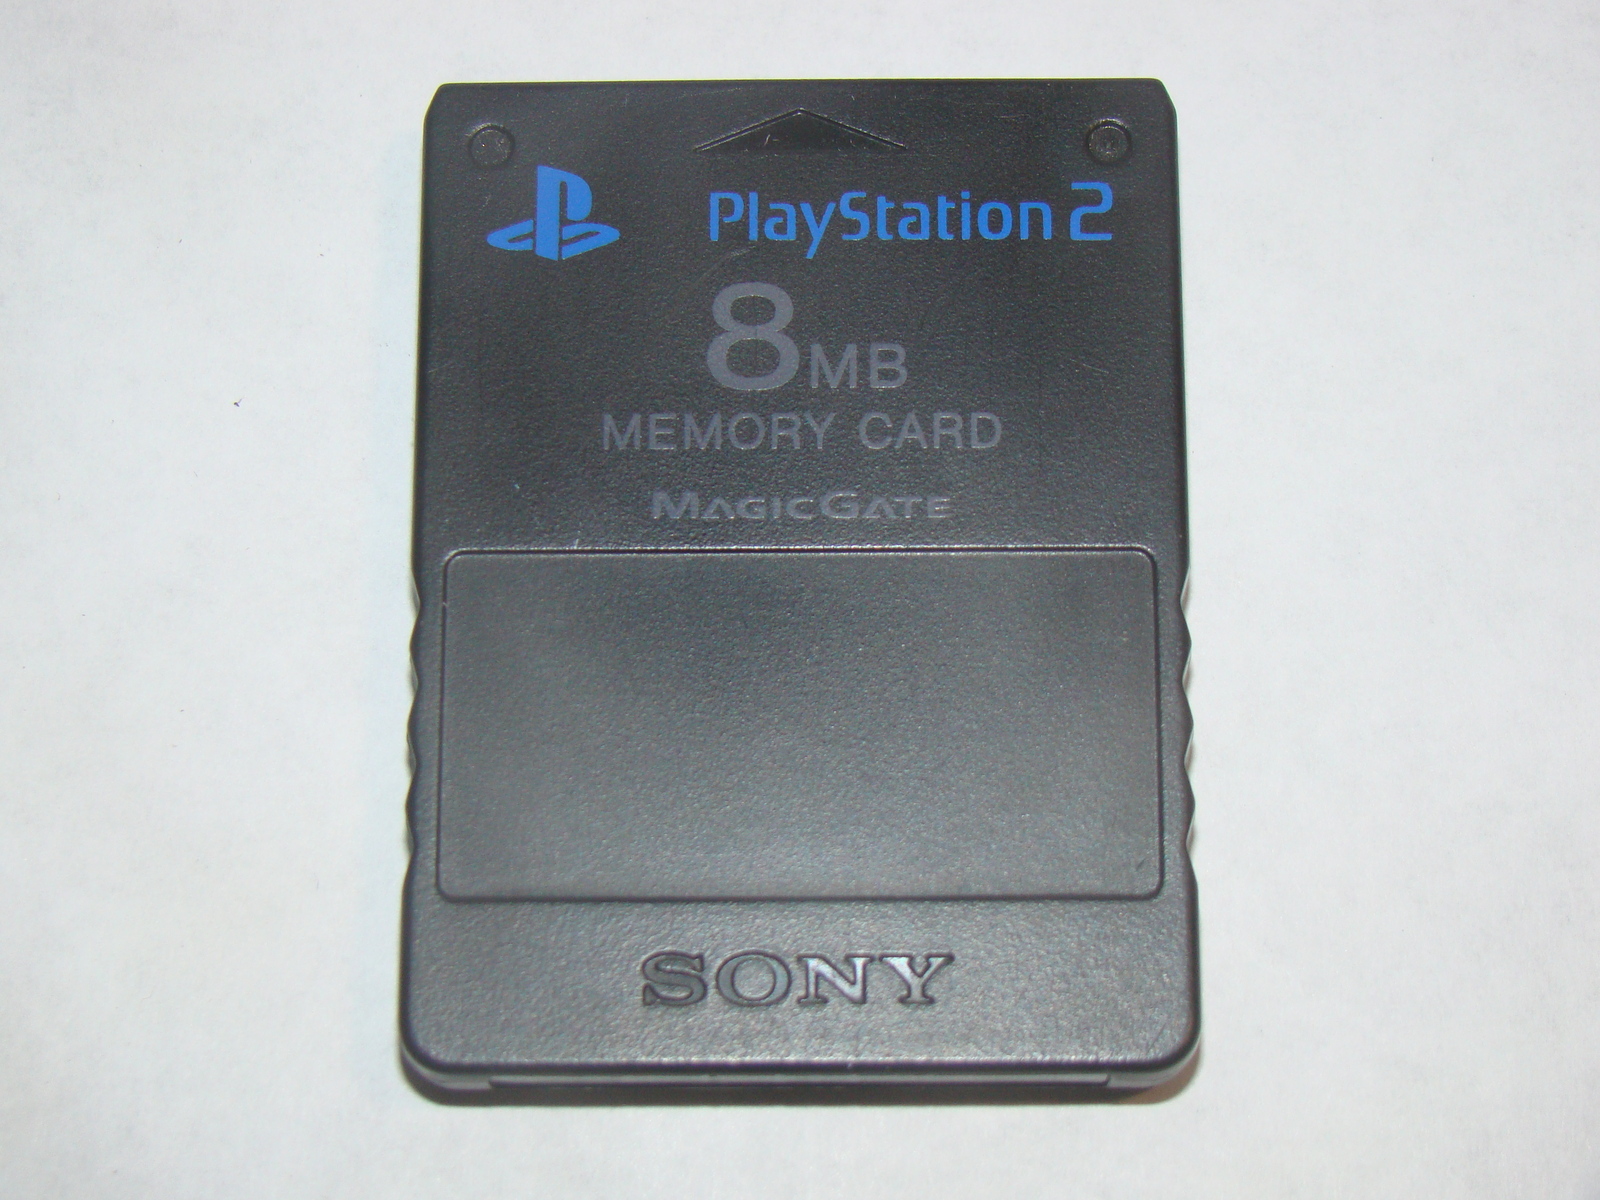 PlayStation 2
8MB
MEMORY CARD
MAGICGATE
SONY